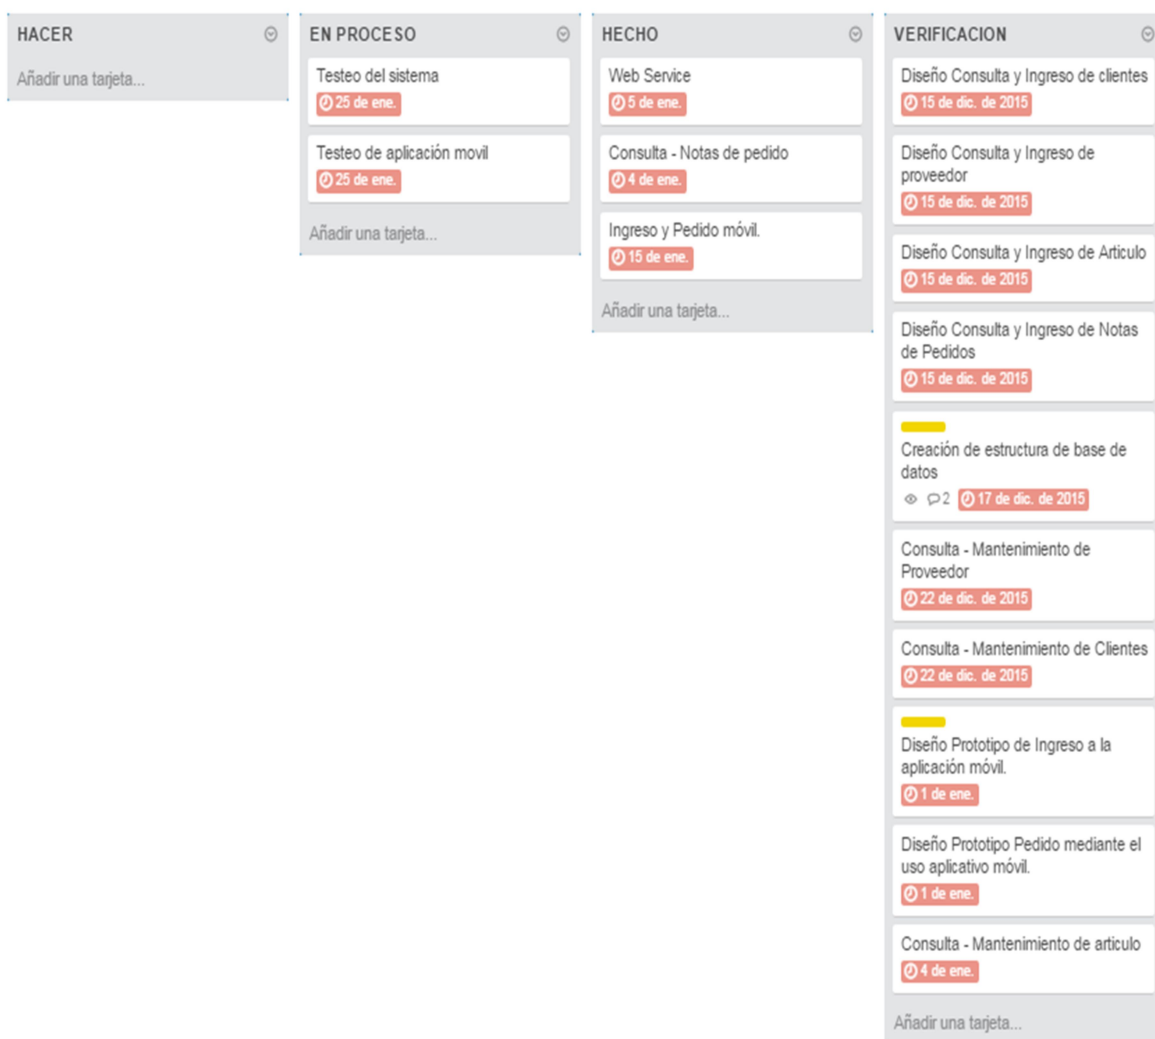 HACER
Añadir una tarjeta...
EN PROCESO
Testeo del sistema
25 de ene.
Testeo de aplicación movil
25 de ene.
Añadir una tarjeta...
HECHO
Web Service
5 de ene.
Consulta - Notas de pedido
4 de ene.
Ingreso y Pedido móvil.
15 de ene.
Añadir una tarjeta...
VERIFICACION
Diseño Consulta y Ingreso de clientes
15 de dic. de 2015
Diseño Consulta y Ingreso de
proveedor
15 de dic. de 2015
Diseño Consulta y Ingreso de Articulo
15 de dic. de 2015
Diseño Consulta y Ingreso de Notas
de Pedidos
15 de dic. de 2015
Creación de estructura de base de
datos
2 17 de dic. de 2015
Consulta - Mantenimiento de
Proveedor
22 de dic. de 2015
Consulta - Mantenimiento de Clientes
22 de dic. de 2015
Diseño Prototipo de Ingreso a la
aplicación móvil.
1 de ene.
Diseño Prototipo Pedido mediante el
uso aplicativo móvil.
1 de ene.
Consulta - Mantenimiento de articulo
4 de ene.
Añadir una tarjeta...